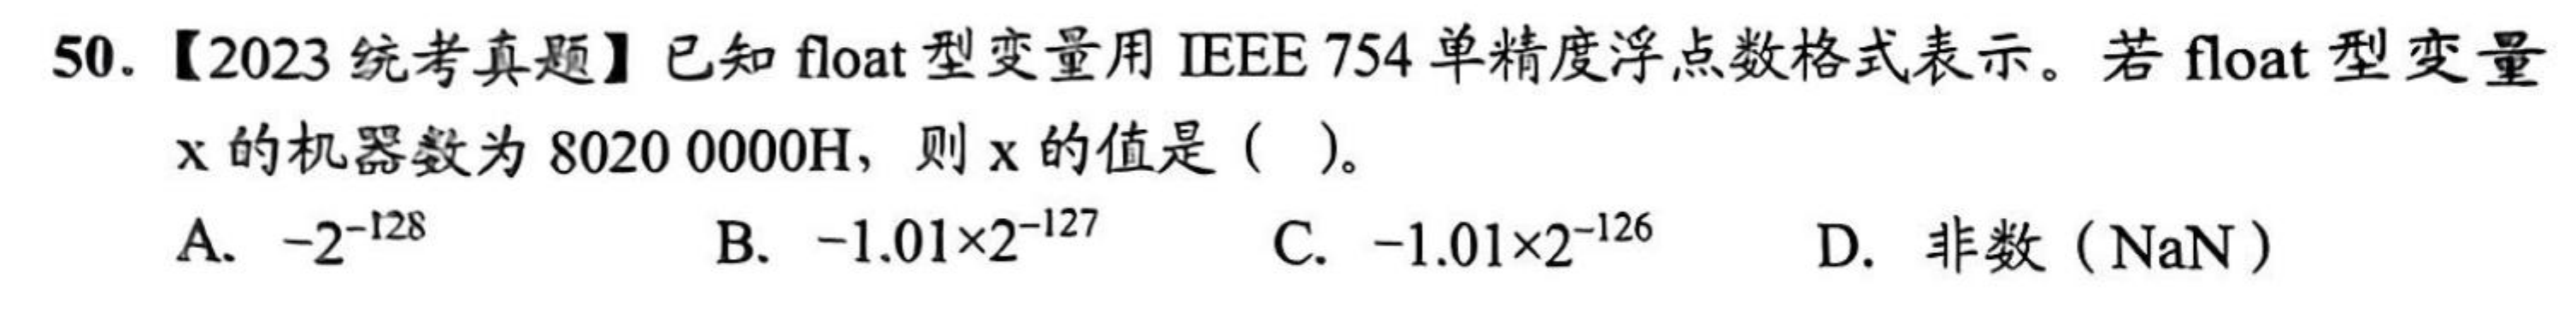 50.【2023 统考真题】已知 float 型变量用 IEEE 754 单精度浮点数格式表示。若 float 型变量
x 的机器数为 8020 0000H，则 x 的值是（ ）。
A. −2⁻¹²⁸ B. −1.01×2⁻¹²⁷ C. −1.01×2⁻¹²⁶ D. 非数（NaN）